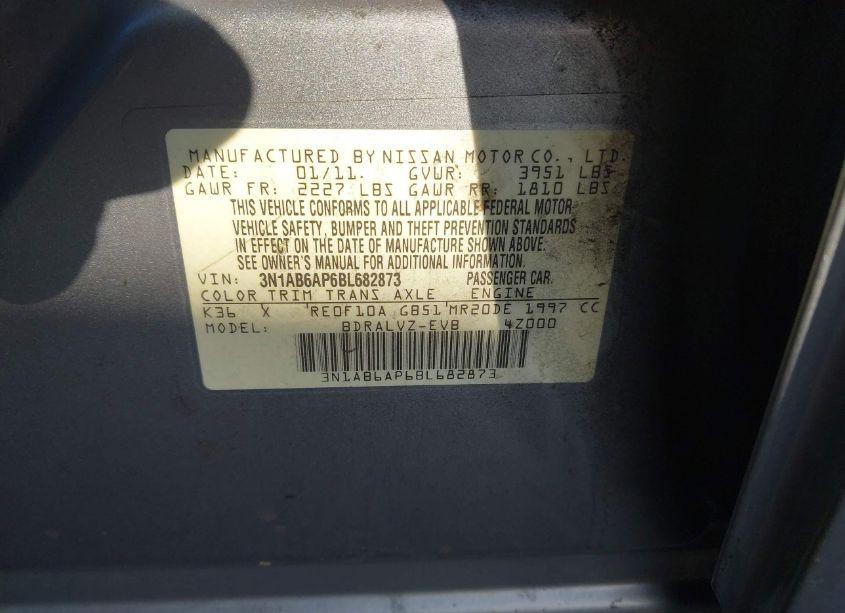 MANUFACTURED BY NISSAN MOTOR CO., LTD.
DATE: 01/11. GVWR: 3951 LBS
GAWR FR: 2227 LBS GAWR RR: 1810 LBS
THIS VEHICLE CONFORMS TO ALL APPLICABLE FEDERAL MOTOR
VEHICLE SAFETY, BUMPER AND THEFT PREVENTION STANDARDS
IN EFFECT ON THE DATE OF MANUFACTURE SHOWN ABOVE.
SEE OWNER'S MANUAL FOR ADDITIONAL INFORMATION.
VIN: 3N1AB6AP6BL682873 PASSENGER CAR.
COLOR TRIM TRANS AXLE ENGINE
K36 X RE0F10A GB51 MR20DE 1997 CC
MODEL: BDRALVZ-EVB 4Z000
3N1AB6AP6BL682873